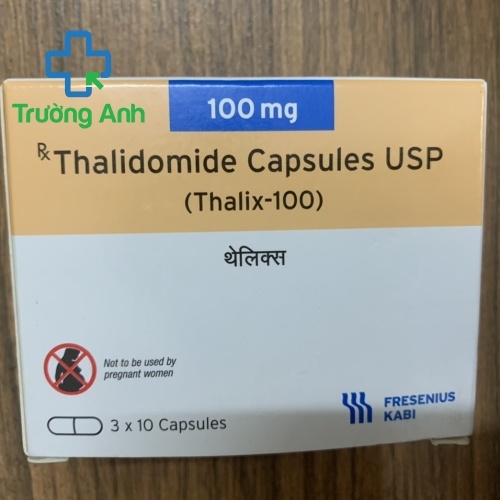 Trường Anh
100 mg
Rx Thalidomide Capsules USP
(Thalix-100)
थेलिक्स
Not to be used by
pregnant women
3 x 10 Capsules
FRESENIUS
KABI